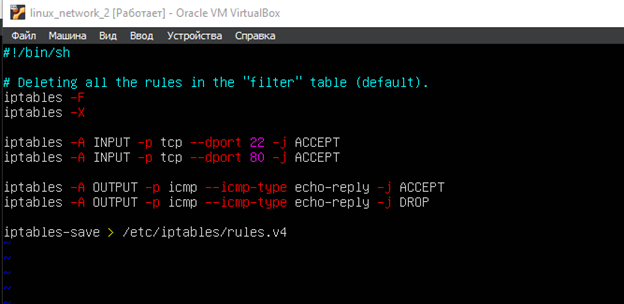 linux_network_2 [Работает] - Oracle VM VirtualBox
Файл Машина Вид Ввод Устройства Справка
#!/bin/sh
# Deleting all the rules in the "filter" table (default).
iptables -F
iptables -X
iptables -A INPUT -p tcp --dport 22 -j ACCEPT
iptables -A INPUT -p tcp --dport 80 -j ACCEPT
iptables -A OUTPUT -p icmp --icmp-type echo-reply -j ACCEPT
iptables -A OUTPUT -p icmp --icmp-type echo-reply -j DROP
iptables-save > /etc/iptables/rules.v4
~
~
~
~
~